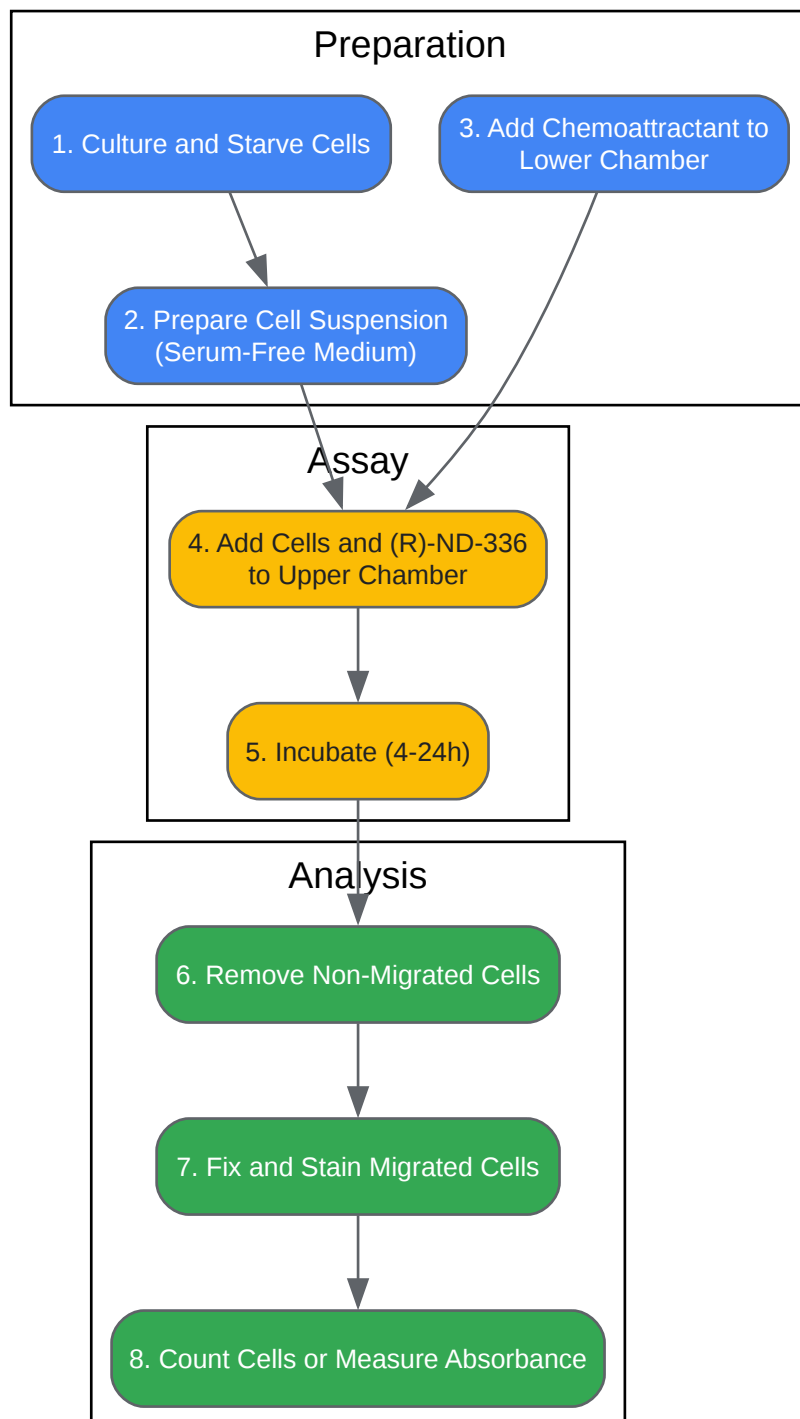 Preparation
1. Culture and Starve Cells
3. Add Chemoattractant to
Lower Chamber
2. Prepare Cell Suspension
(Serum-Free Medium)
Assay
4. Add Cells and (R)-ND-336
to Upper Chamber
5. Incubate (4-24h)
Analysis
6. Remove Non-Migrated Cells
7. Fix and Stain Migrated Cells
8. Count Cells or Measure Absorbance